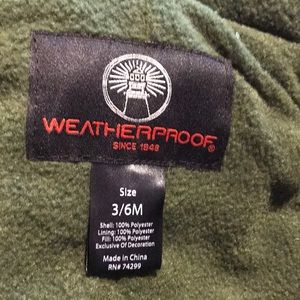 WEATHERPROOF®
SINCE 1948
Size
3/6M
Shell: 100% Polyester
Lining: 100% Polyester
Fill: 100% Polyester
Exclusive Of Decoration
Made in China
RN# 74299